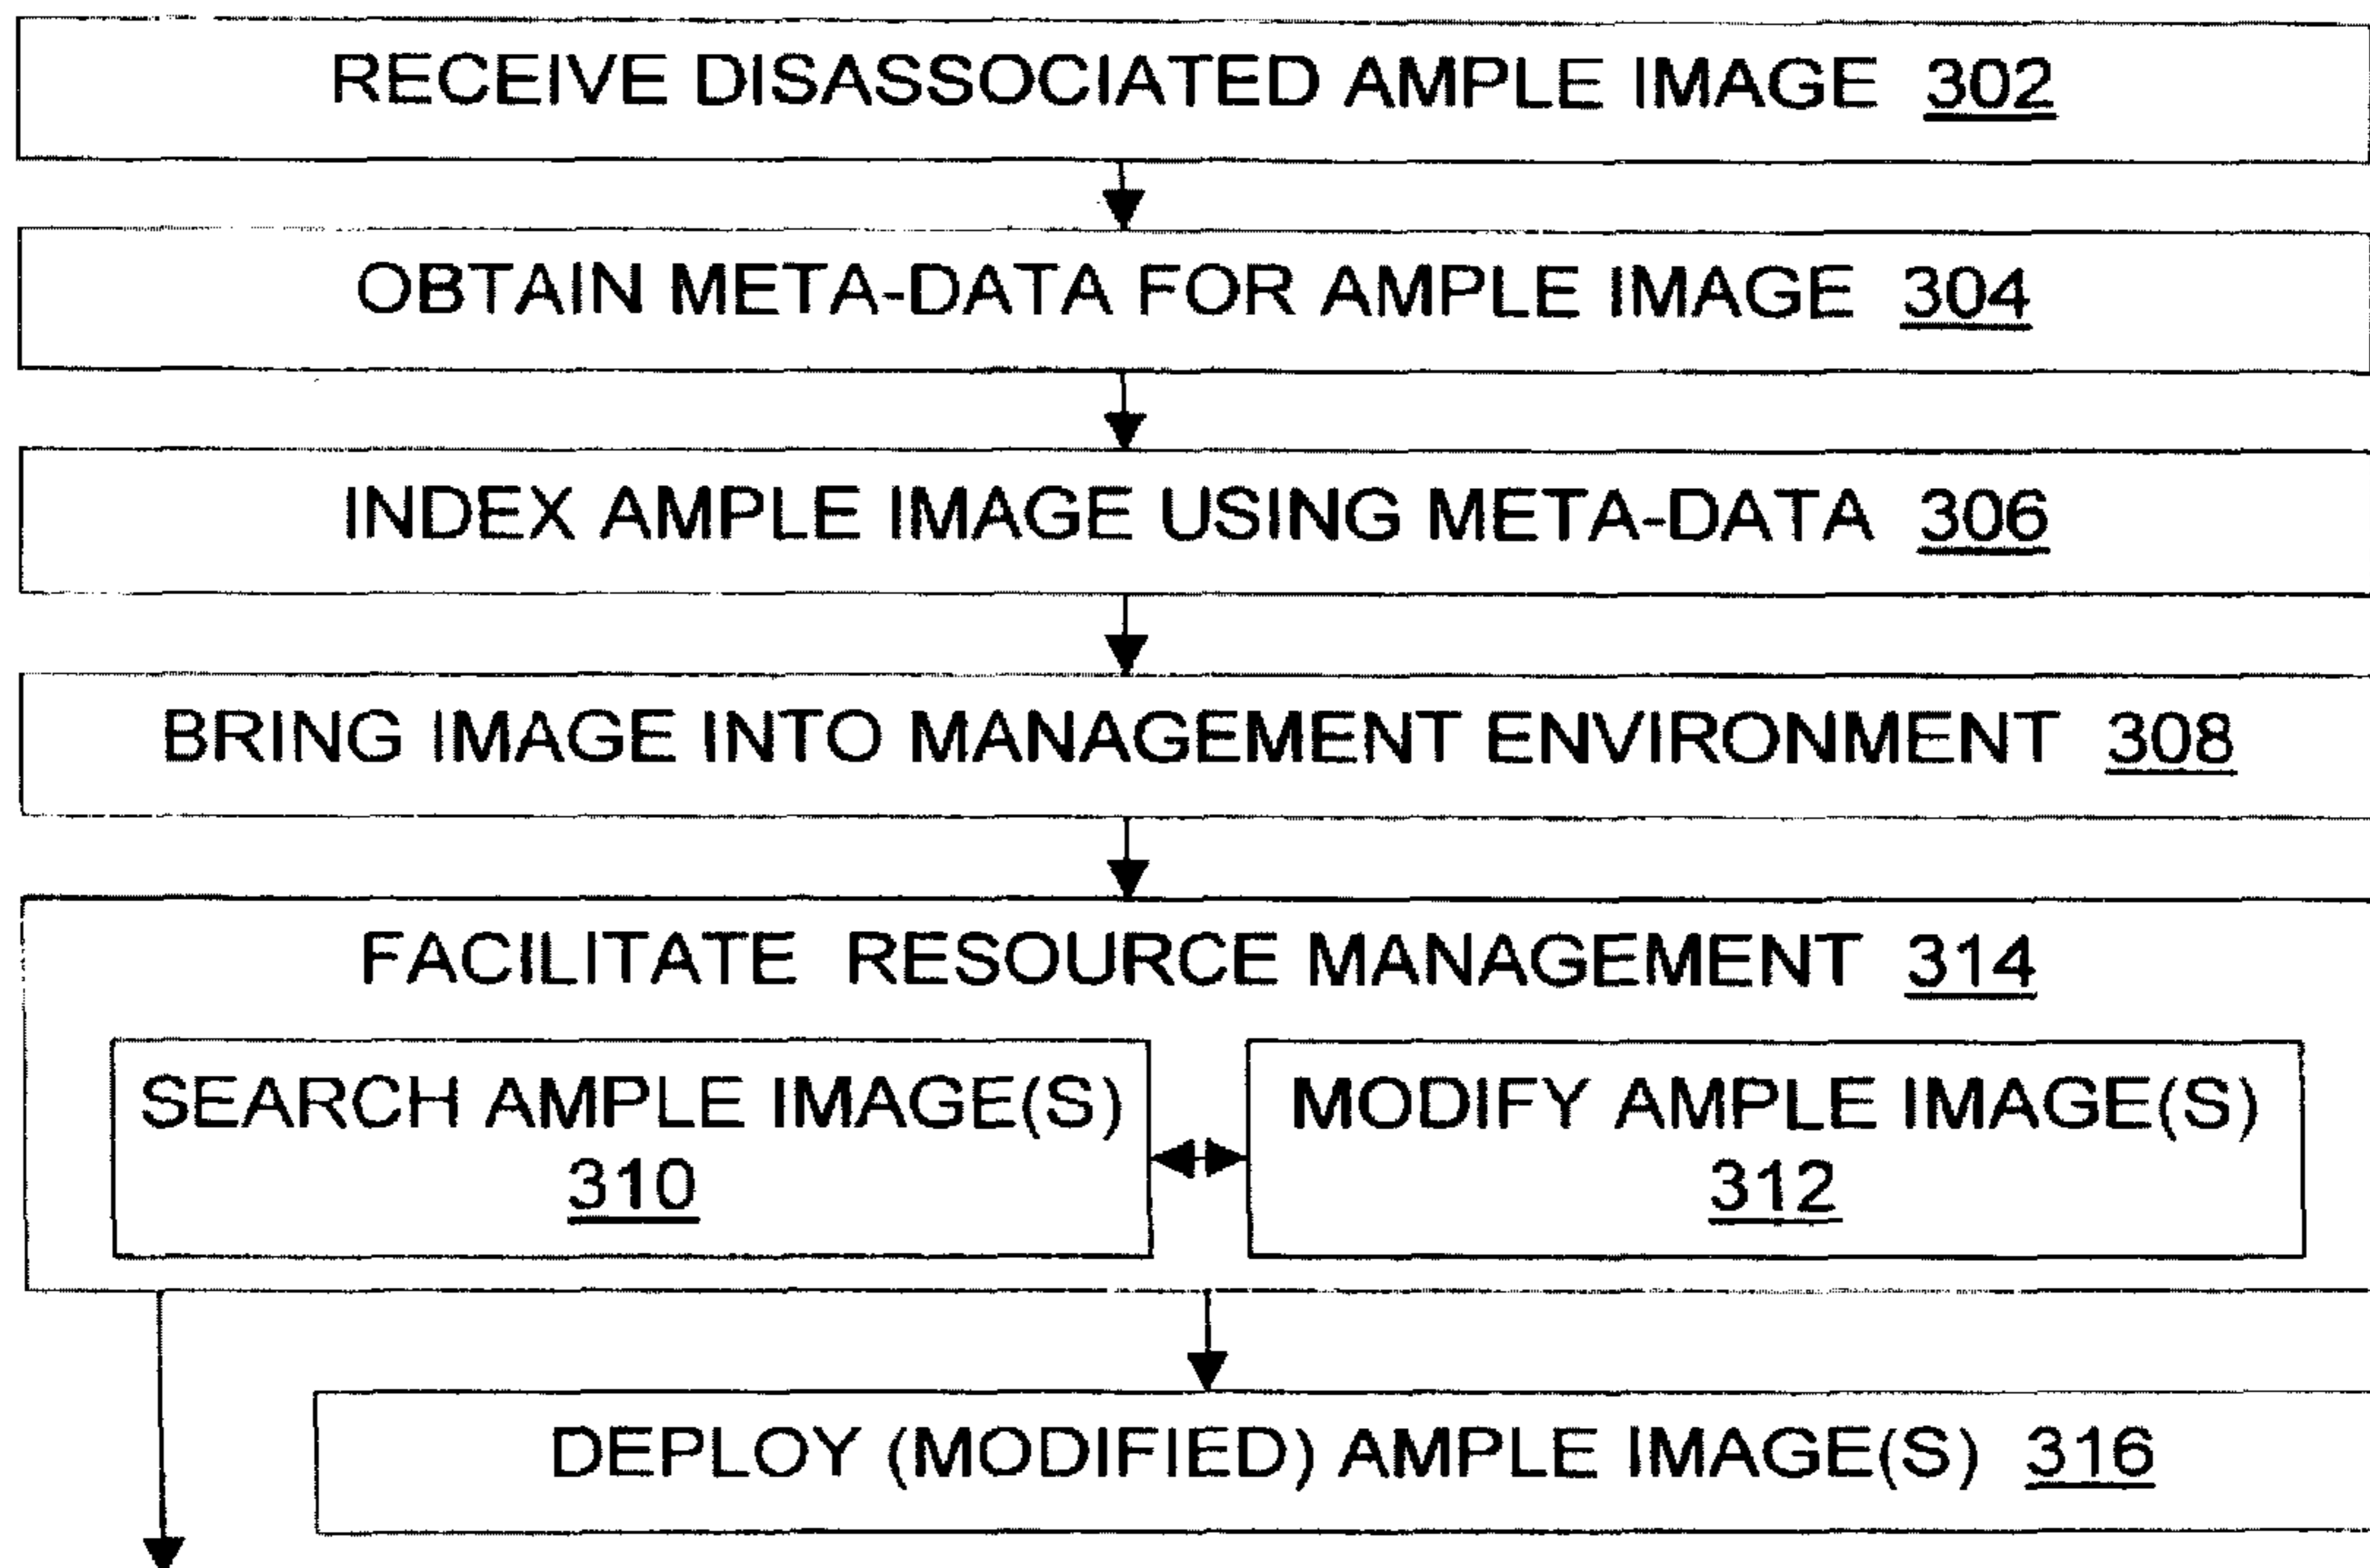 RECEIVE DISASSOCIATED AMPLE IMAGE 302
OBTAIN META-DATA FOR AMPLE IMAGE 304
INDEX AMPLE IMAGE USING META-DATA 306
BRING IMAGE INTO MANAGEMENT ENVIRONMENT 308
FACILITATE RESOURCE MANAGEMENT 314
SEARCH AMPLE IMAGE(S)
310
MODIFY AMPLE IMAGE(S)
312
DEPLOY (MODIFIED) AMPLE IMAGE(S) 316